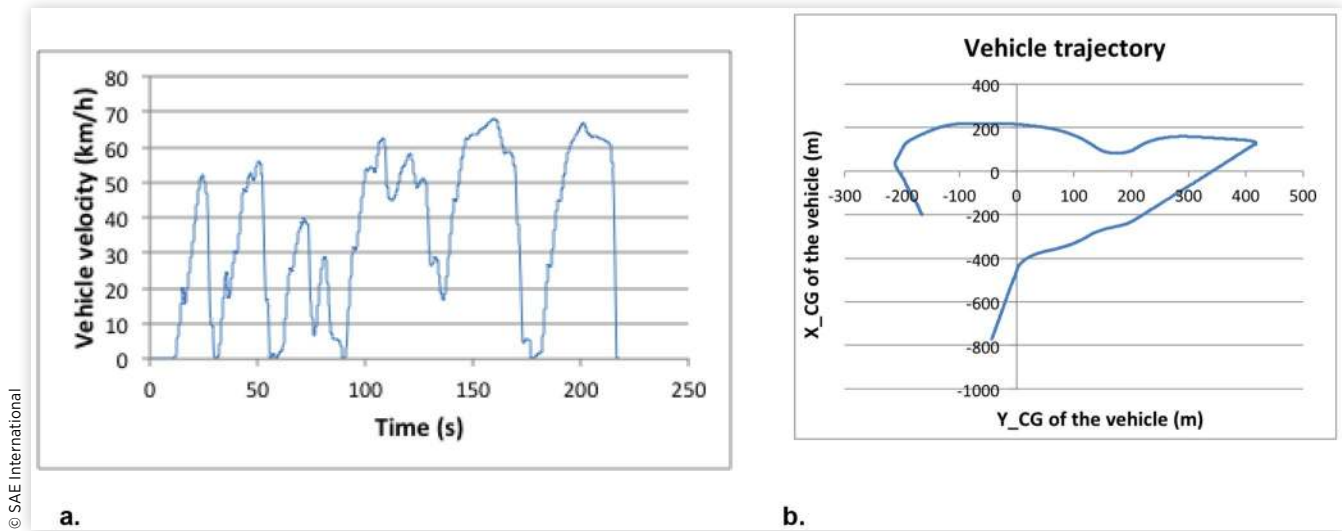 Vehicle velocity (km/h)
80
70
60
50
40
30
20
10
0
0 50 100 150 200 250
Time (s)
a.
Vehicle trajectory
X_CG of the vehicle (m)
400
200
0
-300 -200 -100 0 100 200 300 400 500
-200
-400
-600
-800
-1000
Y_CG of the vehicle (m)
b.
© SAE International